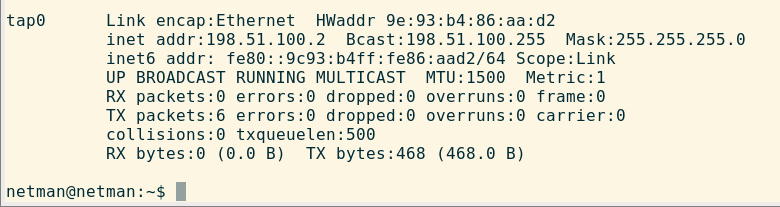 tap0      Link encap:Ethernet  HWaddr 9e:93:b4:86:aa:d2
          inet addr:198.51.100.2  Bcast:198.51.100.255  Mask:255.255.255.0
          inet6 addr: fe80::9c93:b4ff:fe86:aad2/64 Scope:Link
          UP BROADCAST RUNNING MULTICAST  MTU:1500  Metric:1
          RX packets:0 errors:0 dropped:0 overruns:0 frame:0
          TX packets:6 errors:0 dropped:0 overruns:0 carrier:0
          collisions:0 txqueuelen:500
          RX bytes:0 (0.0 B)  TX bytes:468 (468.0 B)
netman@netman:~$